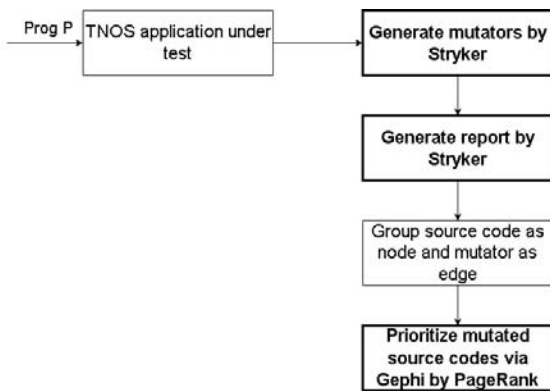 Prog P
TNOS application under
test
Generate mutators by
Stryker
Generate report by
Stryker
Group source code as
node and mutator as
edge
Prioritize mutated
source codes via
Gephi by PageRank